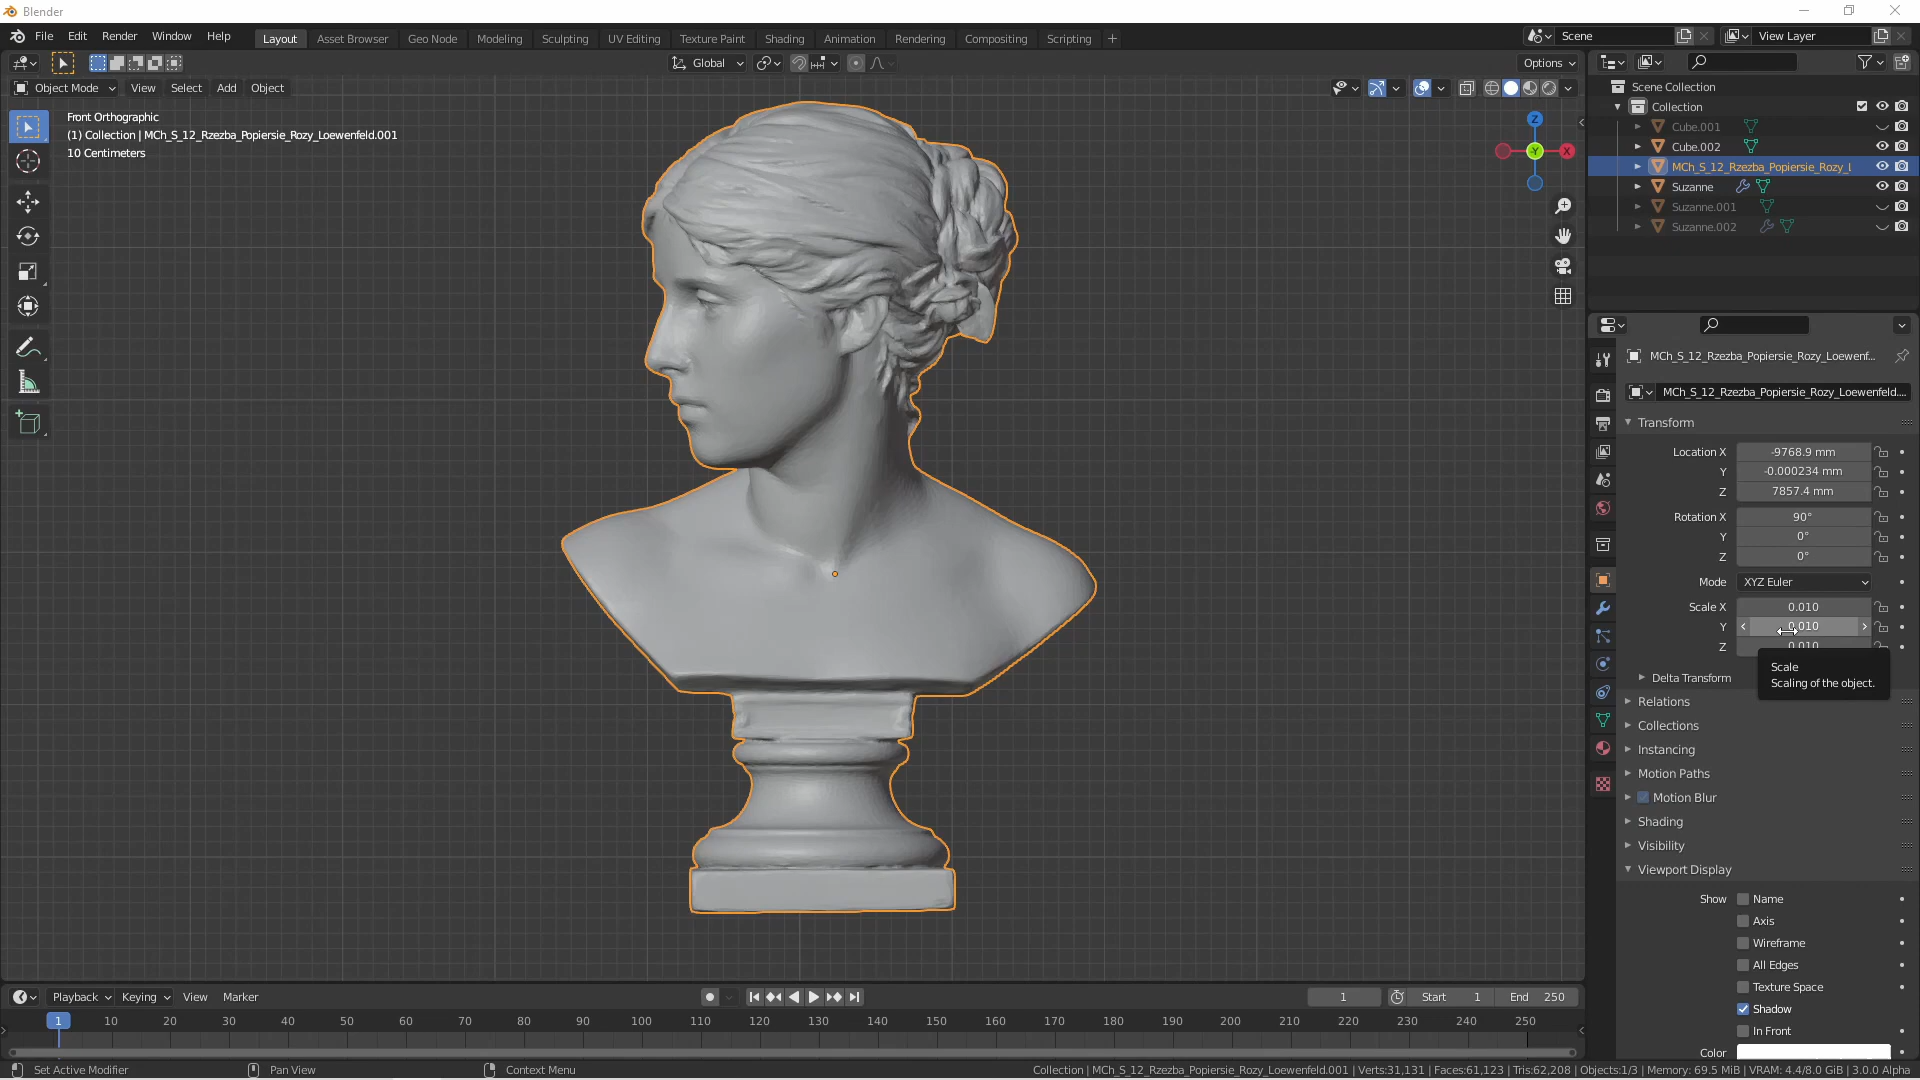 Blender
File Edit Render Window Help
Layout Asset Browser Geo Node Modeling Sculpting UV Editing Texture Paint Shading Animation Rendering Compositing Scripting
Scene View Layer
Global Options
Object Mode View Select Add Object
Front Orthographic
(1) Collection | MCh_S_12_Rzezba_Popiersie_Rozy_Loewenfeld.001
10 Centimeters
Z
Y
X
Scene Collection
Collection
Cube.001
Cube.002
MCh_S_12_Rzezba_Popiersie_Rozy_L
Suzanne
Suzanne.001
Suzanne.002
MCh_S_12_Rzezba_Popiersie_Rozy_Loewenf...
MCh_S_12_Rzezba_Popiersie_Rozy_Loewenfeld....
Transform
Location X -9768.9 mm
Y -0.000234 mm
Z 7857.4 mm
Rotation X 90°
Y 0°
Z 0°
Mode XYZ Euler
Scale X 0.010
Y 0.010
Z 0.010
Scale
Scaling of the object.
Delta Transform
Relations
Collections
Instancing
Motion Paths
Motion Blur
Shading
Visibility
Viewport Display
Show Name
Axis
Wireframe
All Edges
Texture Space
Shadow
In Front
Color
Playback Keying View Marker
1 Start 1 End 250
1 10 20 30 40 50 60 70 80 90 100 110 120 130 140 150 160 170 180 190 200 210 220 230 240 250
Set Active Modifier Pan View Context Menu
Collection | MCh_S_12_Rzezba_Popiersie_Rozy_Loewenfeld.001 | Verts:31,131 | Faces:61,123 | Tris:62,208 | Objects:1/3 | Memory: 69.5 MiB | VRAM: 4.4/8.0 GiB | 3.0.0 Alpha